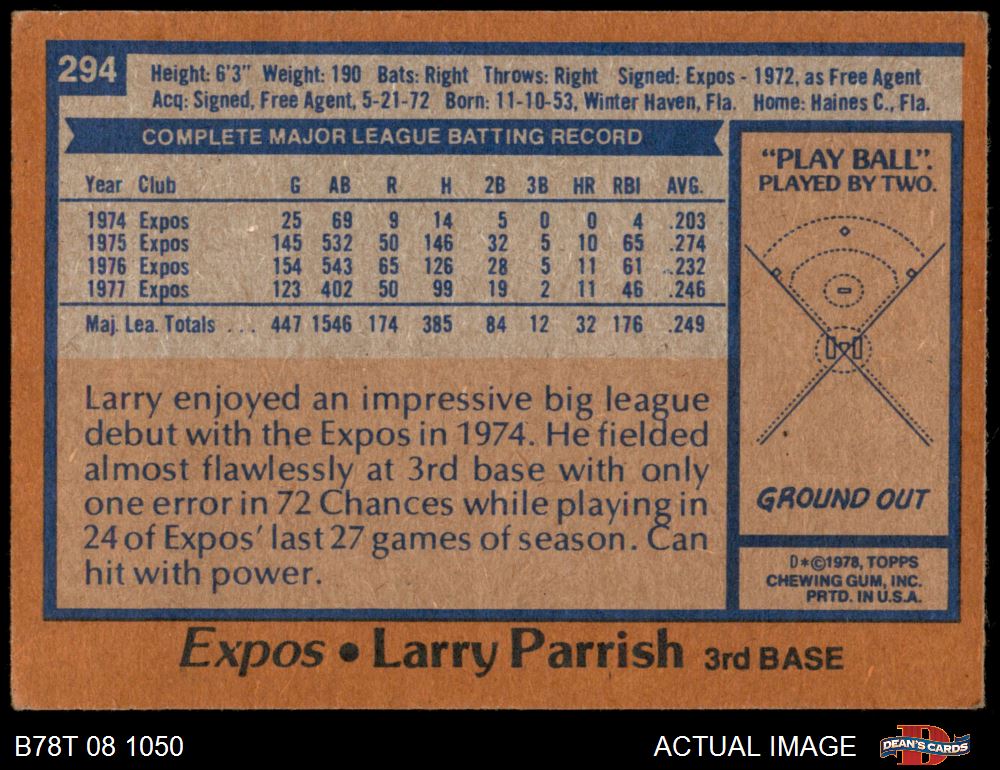 294
Height: 6'3" Weight: 190 Bats: Right Throws: Right Signed: Expos - 1972, as Free Agent
Acq: Signed, Free Agent, 5-21-72 Born: 11-10-53, Winter Haven, Fla. Home: Haines C., Fla.
COMPLETE MAJOR LEAGUE BATTING RECORD
Year Club G AB R H 2B 3B HR RBI AVG.
1974 Expos 25 69 9 14 5 0 0 4 .203
1975 Expos 145 532 50 146 32 5 10 65 .274
1976 Expos 154 543 65 126 28 5 11 61 .232
1977 Expos 123 402 50 99 19 2 11 46 .246
Maj. Lea. Totals ... 447 1546 174 385 84 12 32 176 .249
Larry enjoyed an impressive big league
debut with the Expos in 1974. He fielded
almost flawlessly at 3rd base with only
one error in 72 Chances while playing in
24 of Expos' last 27 games of season. Can
hit with power.
"PLAY BALL".
PLAYED BY TWO.
GROUND OUT
D*©1978, TOPPS
CHEWING GUM, INC.
PRTD. IN U.S.A.
Expos • Larry Parrish 3rd BASE
B78T 08 1050
ACTUAL IMAGE
D
DEAN'S CARDS